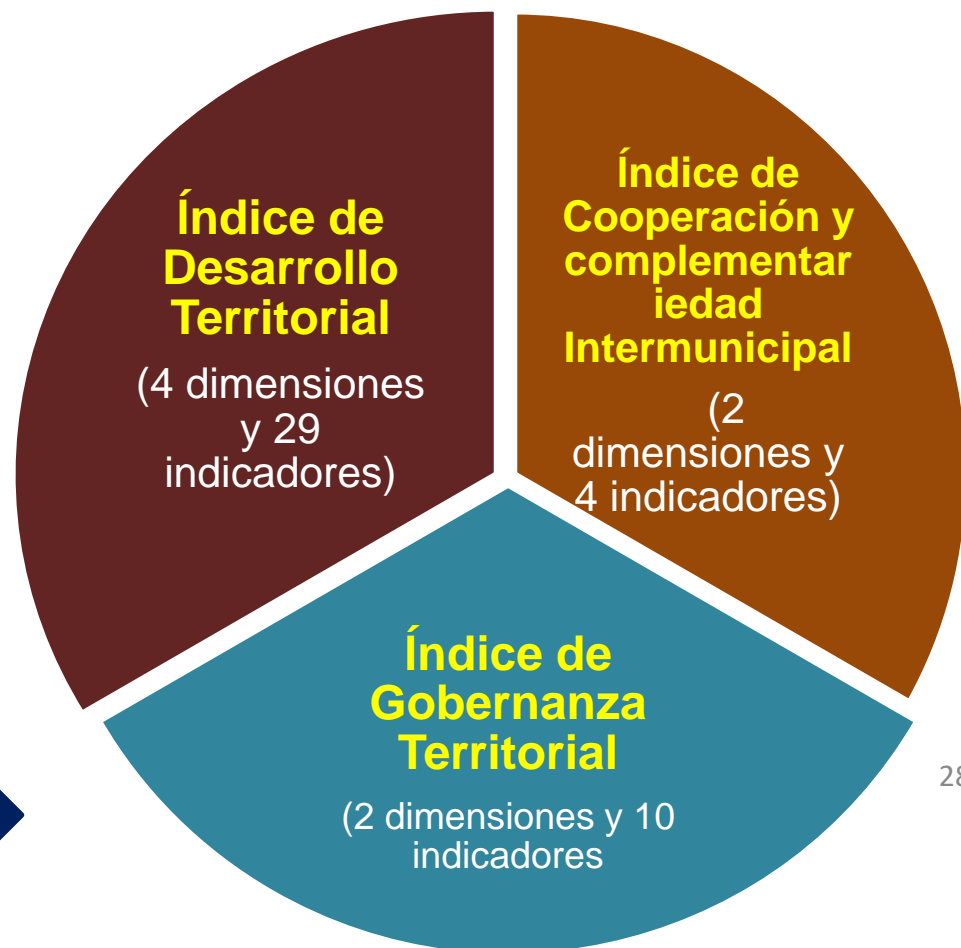 Índice de
Desarrollo
Territorial
(4 dimensiones
y 29
indicadores)
Índice de
Cooperación y
complementar
iedad
Intermunicipal
(2
dimensiones y
4 indicadores)
Índice de
Gobernanza
Territorial
(2 dimensiones y 10
indicadores
28